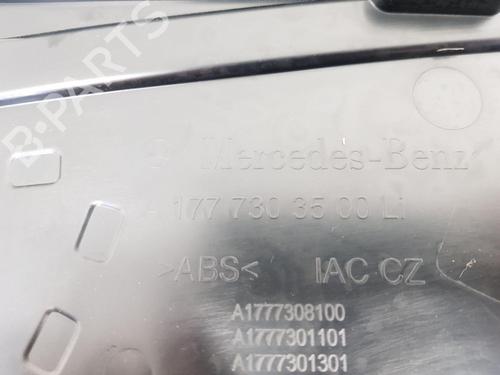 B-PARTS
Mercedes-Benz
A 177 730 35 00 Li
>ABS< IAC CZ
A1777308100
A1777301101
A1777301301